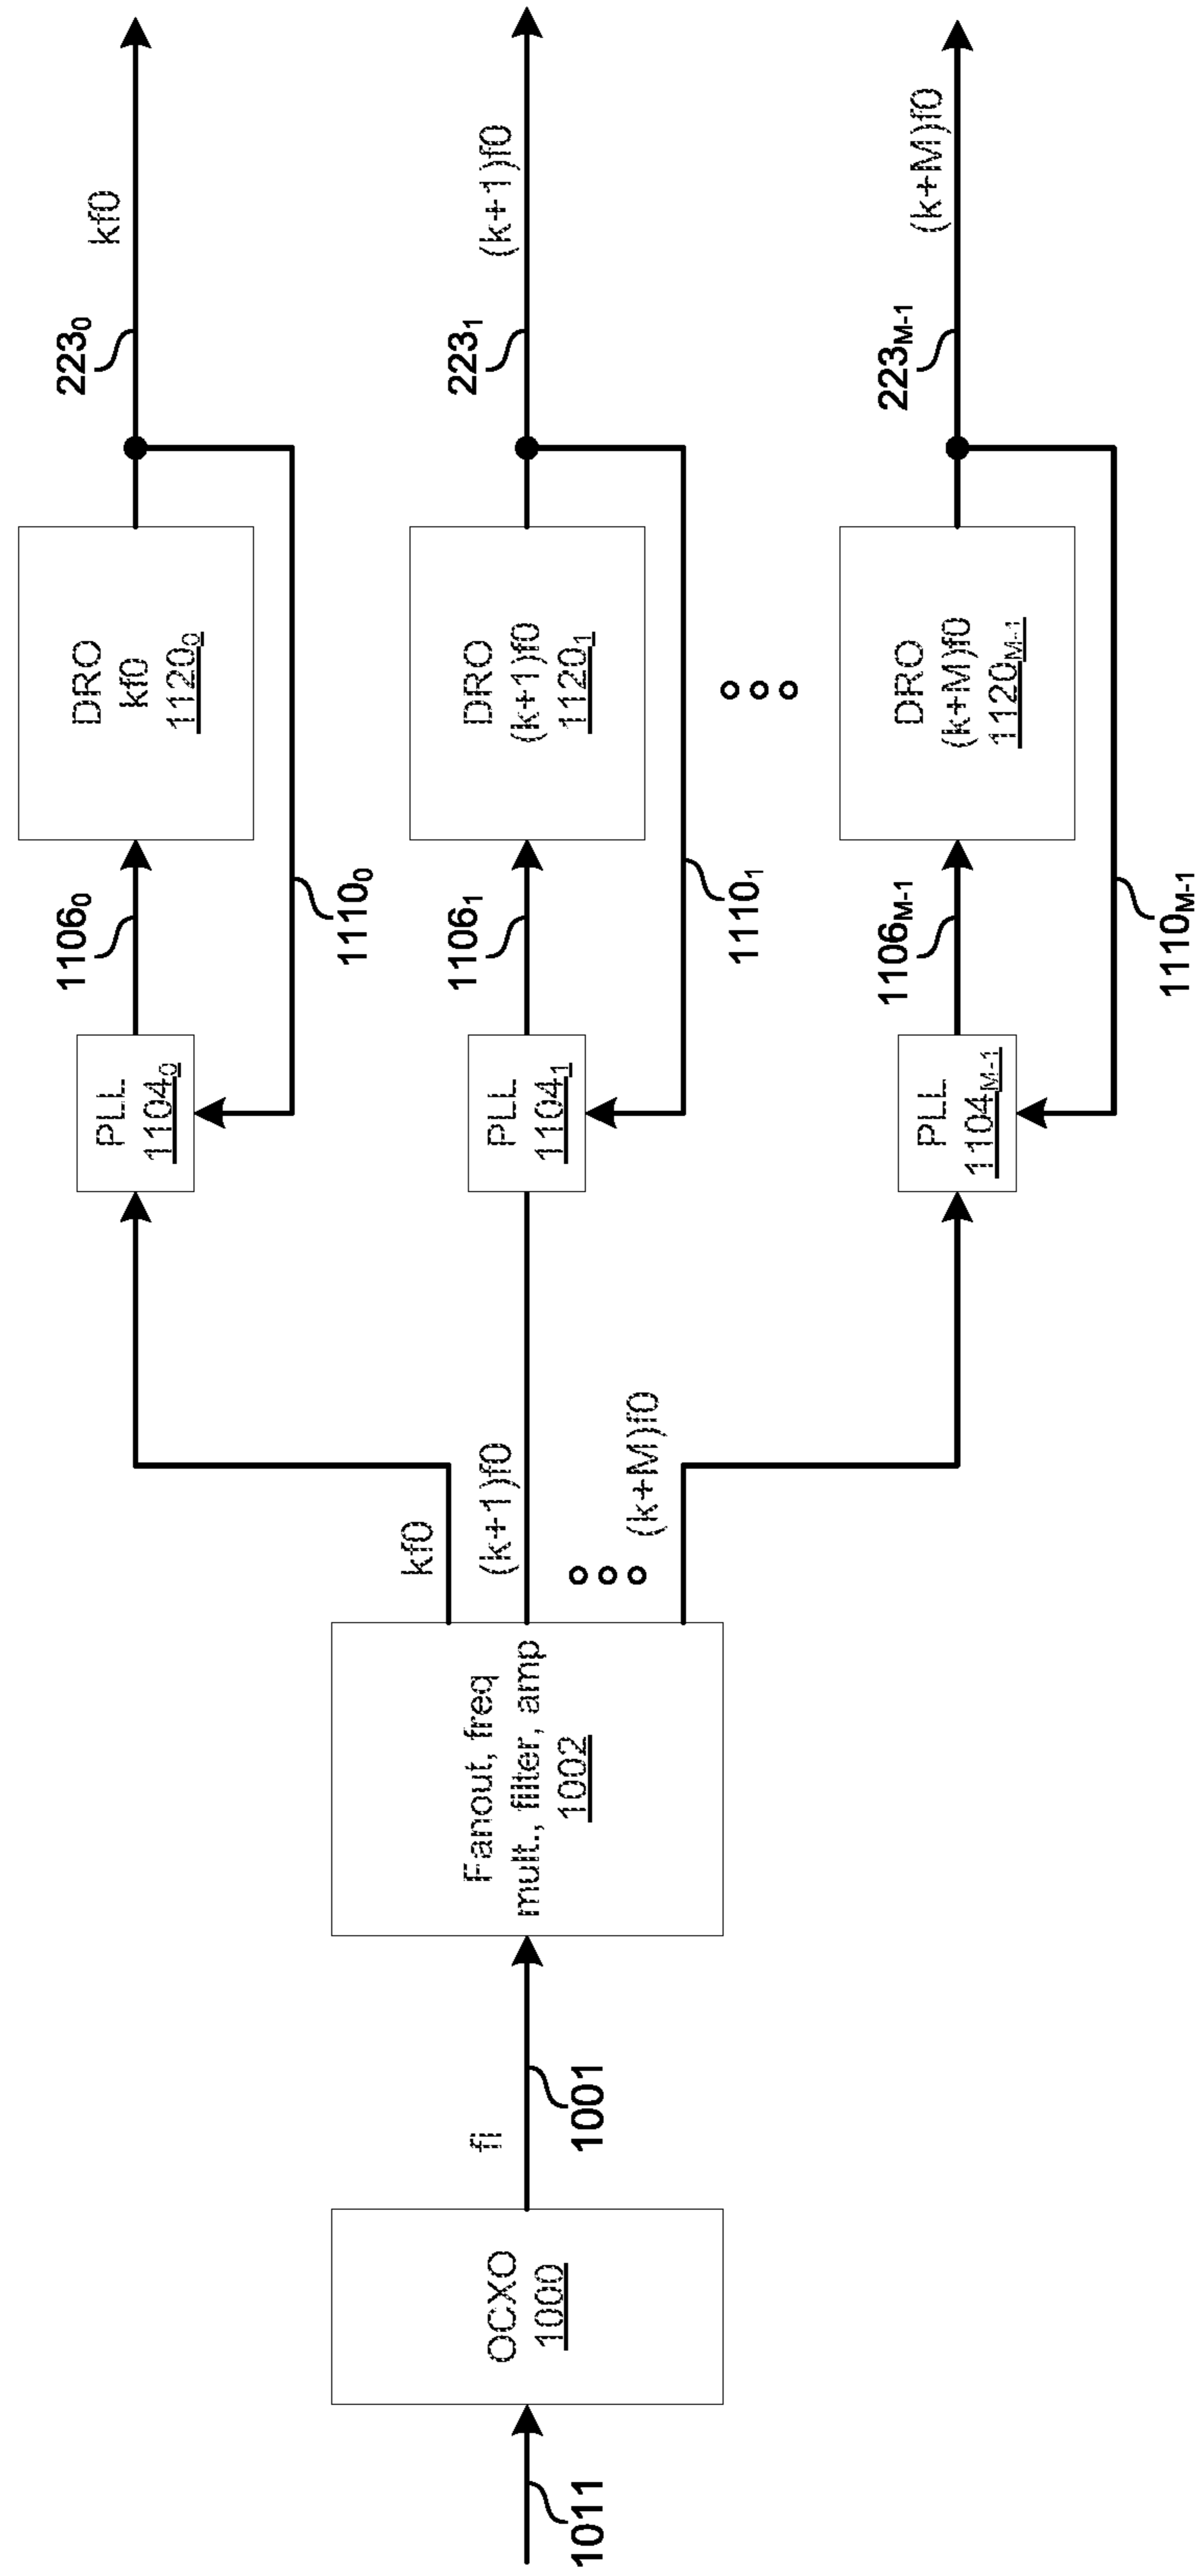 1011
OCXO
1000
fi
1001
Fanout, freq
mult., filter, amp
1002
kf0
(k+1)f0
(k+M)f0
PLL
1104₀
1106₀
1110₀
DRO
kf0
1120₀
223₀
kf0
PLL
1104₁
1106₁
1110₁
DRO
(k+1)f0
1120₁
223₁
(k+1)f0
PLL
1104M-1
1106M-1
1110M-1
DRO
(k+M)f0
1120M-1
223M-1
(k+M)f0